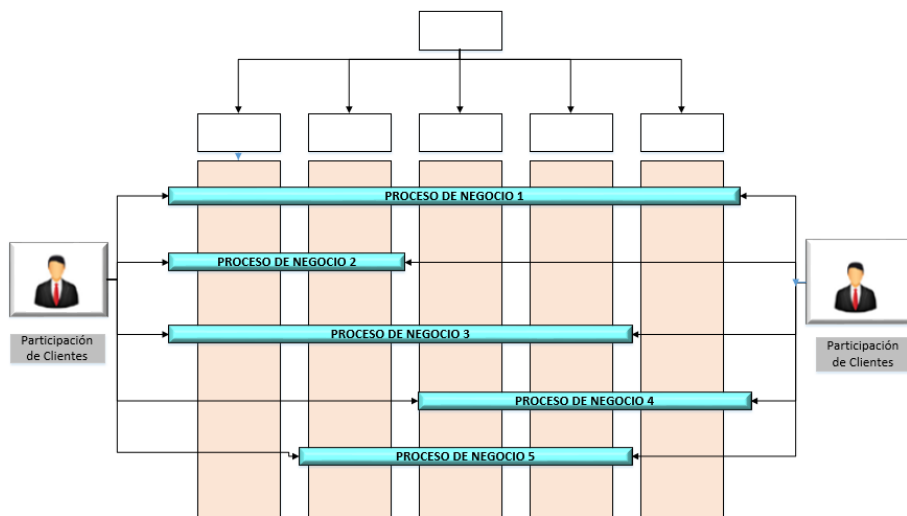 PROCESO DE NEGOCIO 1
PROCESO DE NEGOCIO 2
Participación
de Clientes
PROCESO DE NEGOCIO 3
Participación
de Clientes
PROCESO DE NEGOCIO 4
PROCESO DE NEGOCIO 5